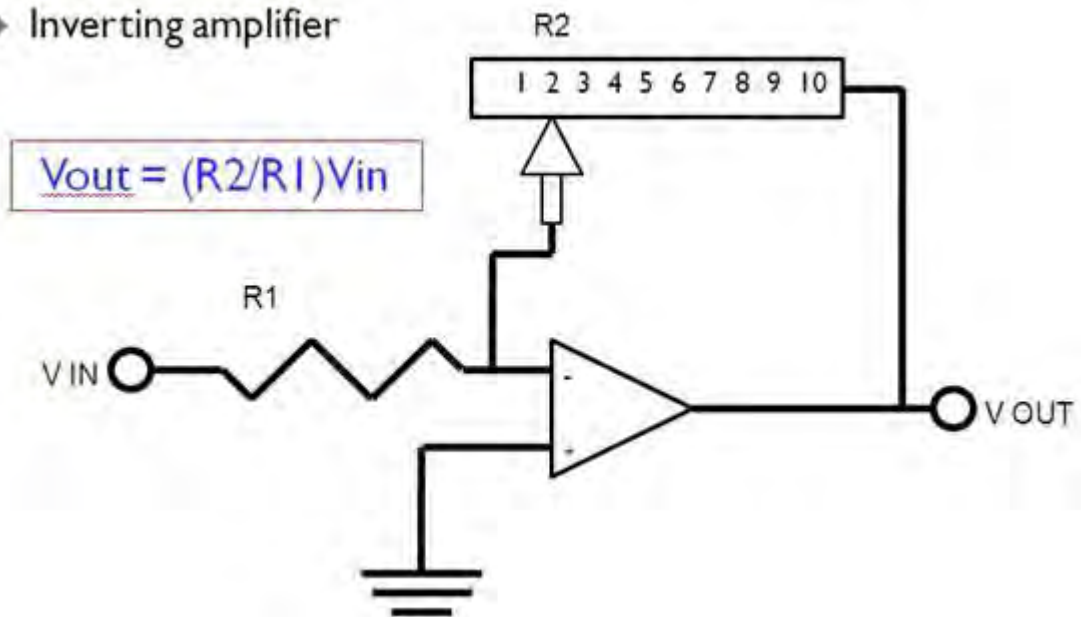 Inverting amplifier
R2
1 2 3 4 5 6 7 8 9 10
Vout = (R2/R1)Vin
R1
V IN
-
+
V OUT